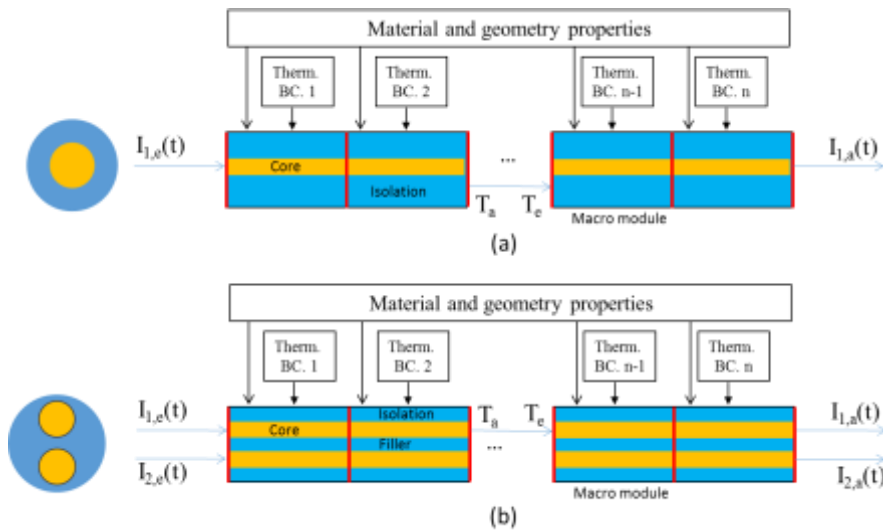 Material and geometry properties
Therm. BC. 1
Therm. BC. 2
Therm. BC. n-1
Therm. BC. n
I1,e(t)
Core
Isolation
...
Ta
Te
Macro module
I1,a(t)
(a)
Material and geometry properties
Therm. BC. 1
Therm. BC. 2
Therm. BC. n-1
Therm. BC. n
I1,e(t)
I2,e(t)
Isolation
Core
Filler
Ta
Te
...
Macro module
I1,a(t)
I2,a(t)
(b)